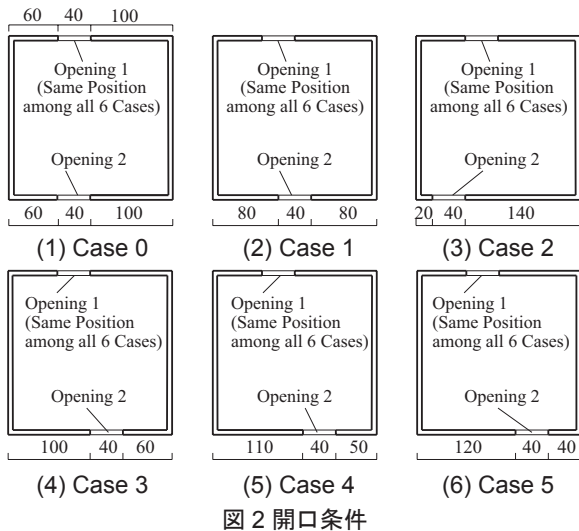 60 40 100
Opening 1
(Same Position
among all 6 Cases)
Opening 2
60 40 100
(1) Case 0
Opening 1
(Same Position
among all 6 Cases)
Opening 2
80 40 80
(2) Case 1
Opening 1
(Same Position
among all 6 Cases)
Opening 2
20 40 140
(3) Case 2
Opening 1
(Same Position
among all 6 Cases)
Opening 2
100 40 60
(4) Case 3
Opening 1
(Same Position
among all 6 Cases)
Opening 2
110 40 50
(5) Case 4
Opening 1
(Same Position
among all 6 Cases)
Opening 2
120 40 40
(6) Case 5
図 2 開口条件